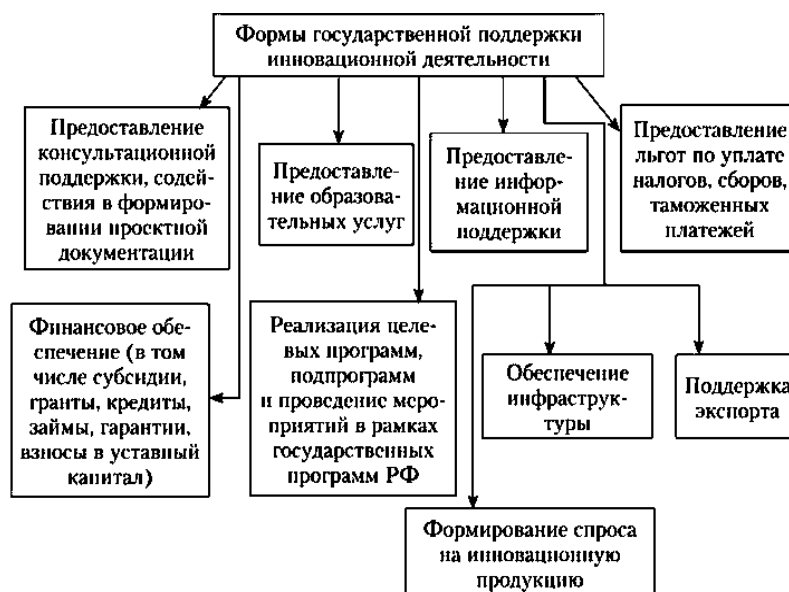 Формы государственной поддержки
инновационной деятельности
Предоставление
консультационной
поддержки, содей-
ствия в формиро-
вании проектной
документации
Предоставле-
ние образова-
тельных услуг
Предоставле-
ние инфор-
мационной
поддержки
Предоставление
льгот по уплате
налогов, сборов,
таможенных
платежей
Финансовое обе-
спечение (в том
числе субсидии,
гранты, кредиты,
займы, гарантии,
взносы в уставный
капитал)
Реализация целе-
вых программ,
подпрограмм
и проведение меро-
приятий в рамках
государственных
программ РФ
Обеспечение
инфраструк-
туры
Поддержка
экспорта
Формирование спроса
на инновационную
продукцию